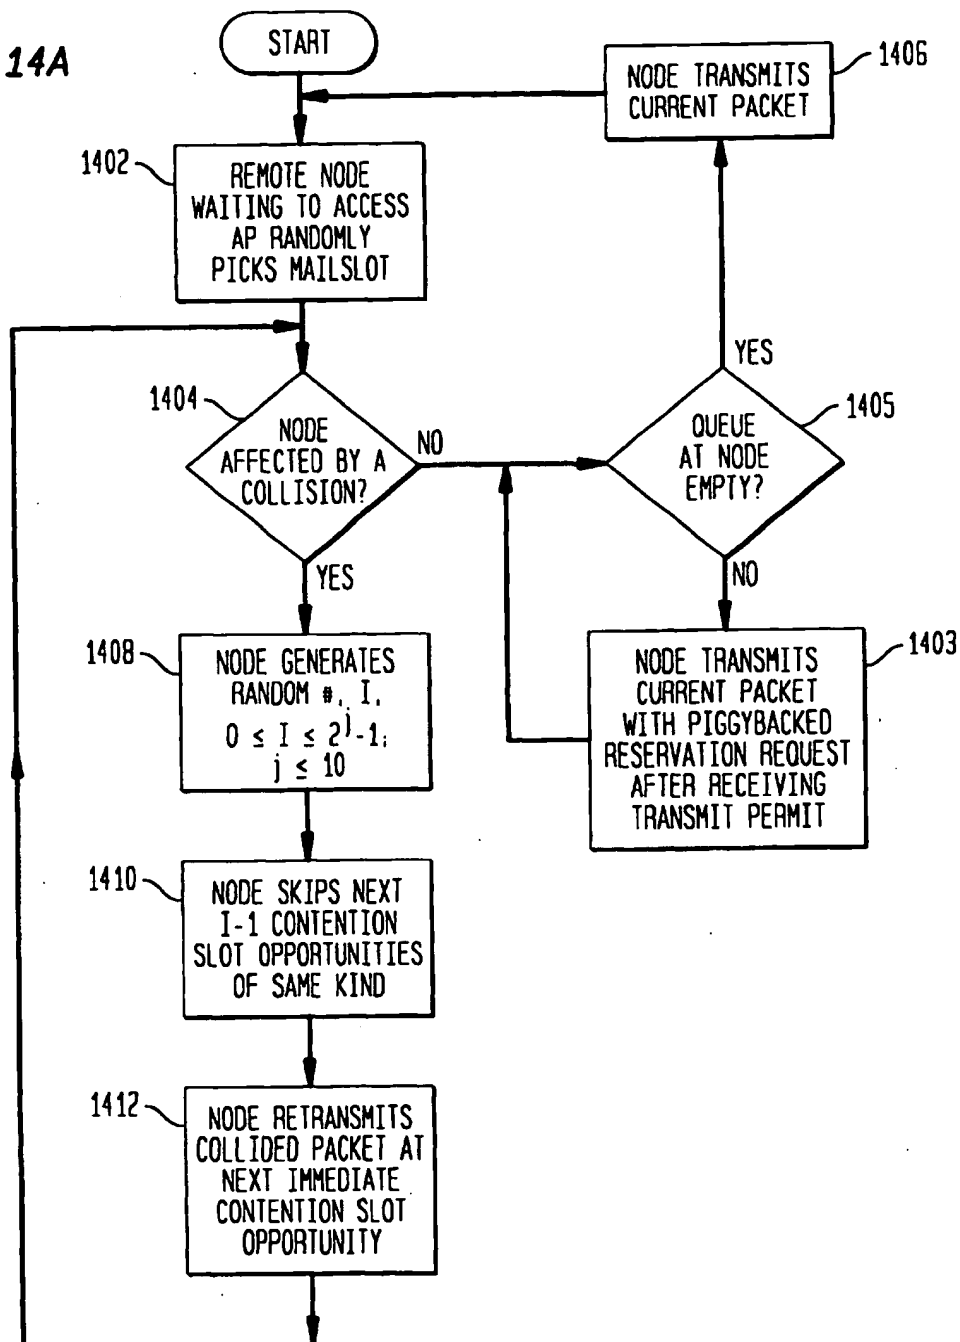 14A
START
1406
NODE TRANSMITS
CURRENT PACKET
1402
REMOTE NODE
WAITING TO ACCESS
AP RANDOMLY
PICKS MAILSLOT
1404
NODE
AFFECTED BY A
COLLISION?
NO
YES
1405
QUEUE
AT NODE
EMPTY?
YES
NO
1408
NODE GENERATES
RANDOM #, I,
0 ≤ I ≤ 2^j-1;
j ≤ 10
1403
NODE TRANSMITS
CURRENT PACKET
WITH PIGGYBACKED
RESERVATION REQUEST
AFTER RECEIVING
TRANSMIT PERMIT
1410
NODE SKIPS NEXT
I-1 CONTENTION
SLOT OPPORTUNITIES
OF SAME KIND
1412
NODE RETRANSMITS
COLLIDED PACKET AT
NEXT IMMEDIATE
CONTENTION SLOT
OPPORTUNITY